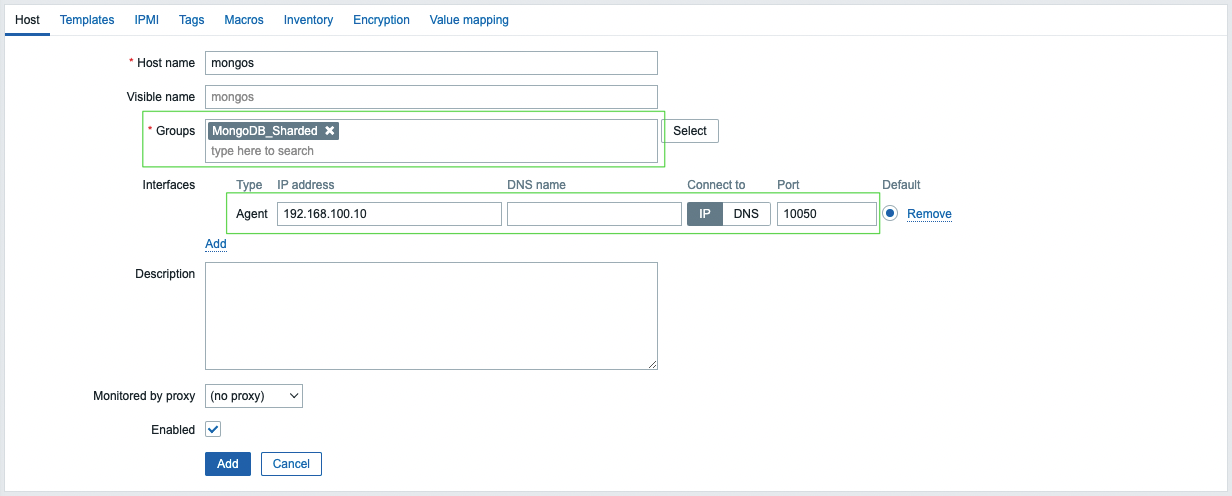 Host Templates IPMI Tags Macros Inventory Encryption Value mapping
* Host name mongos
Visible name mongos
* Groups MongoDB_Sharded ✖ Select
type here to search
Interfaces Type IP address DNS name Connect to Port Default
Agent 192.168.100.10 IP DNS 10050 Remove
Add
Description
Monitored by proxy (no proxy)
Enabled
Add Cancel